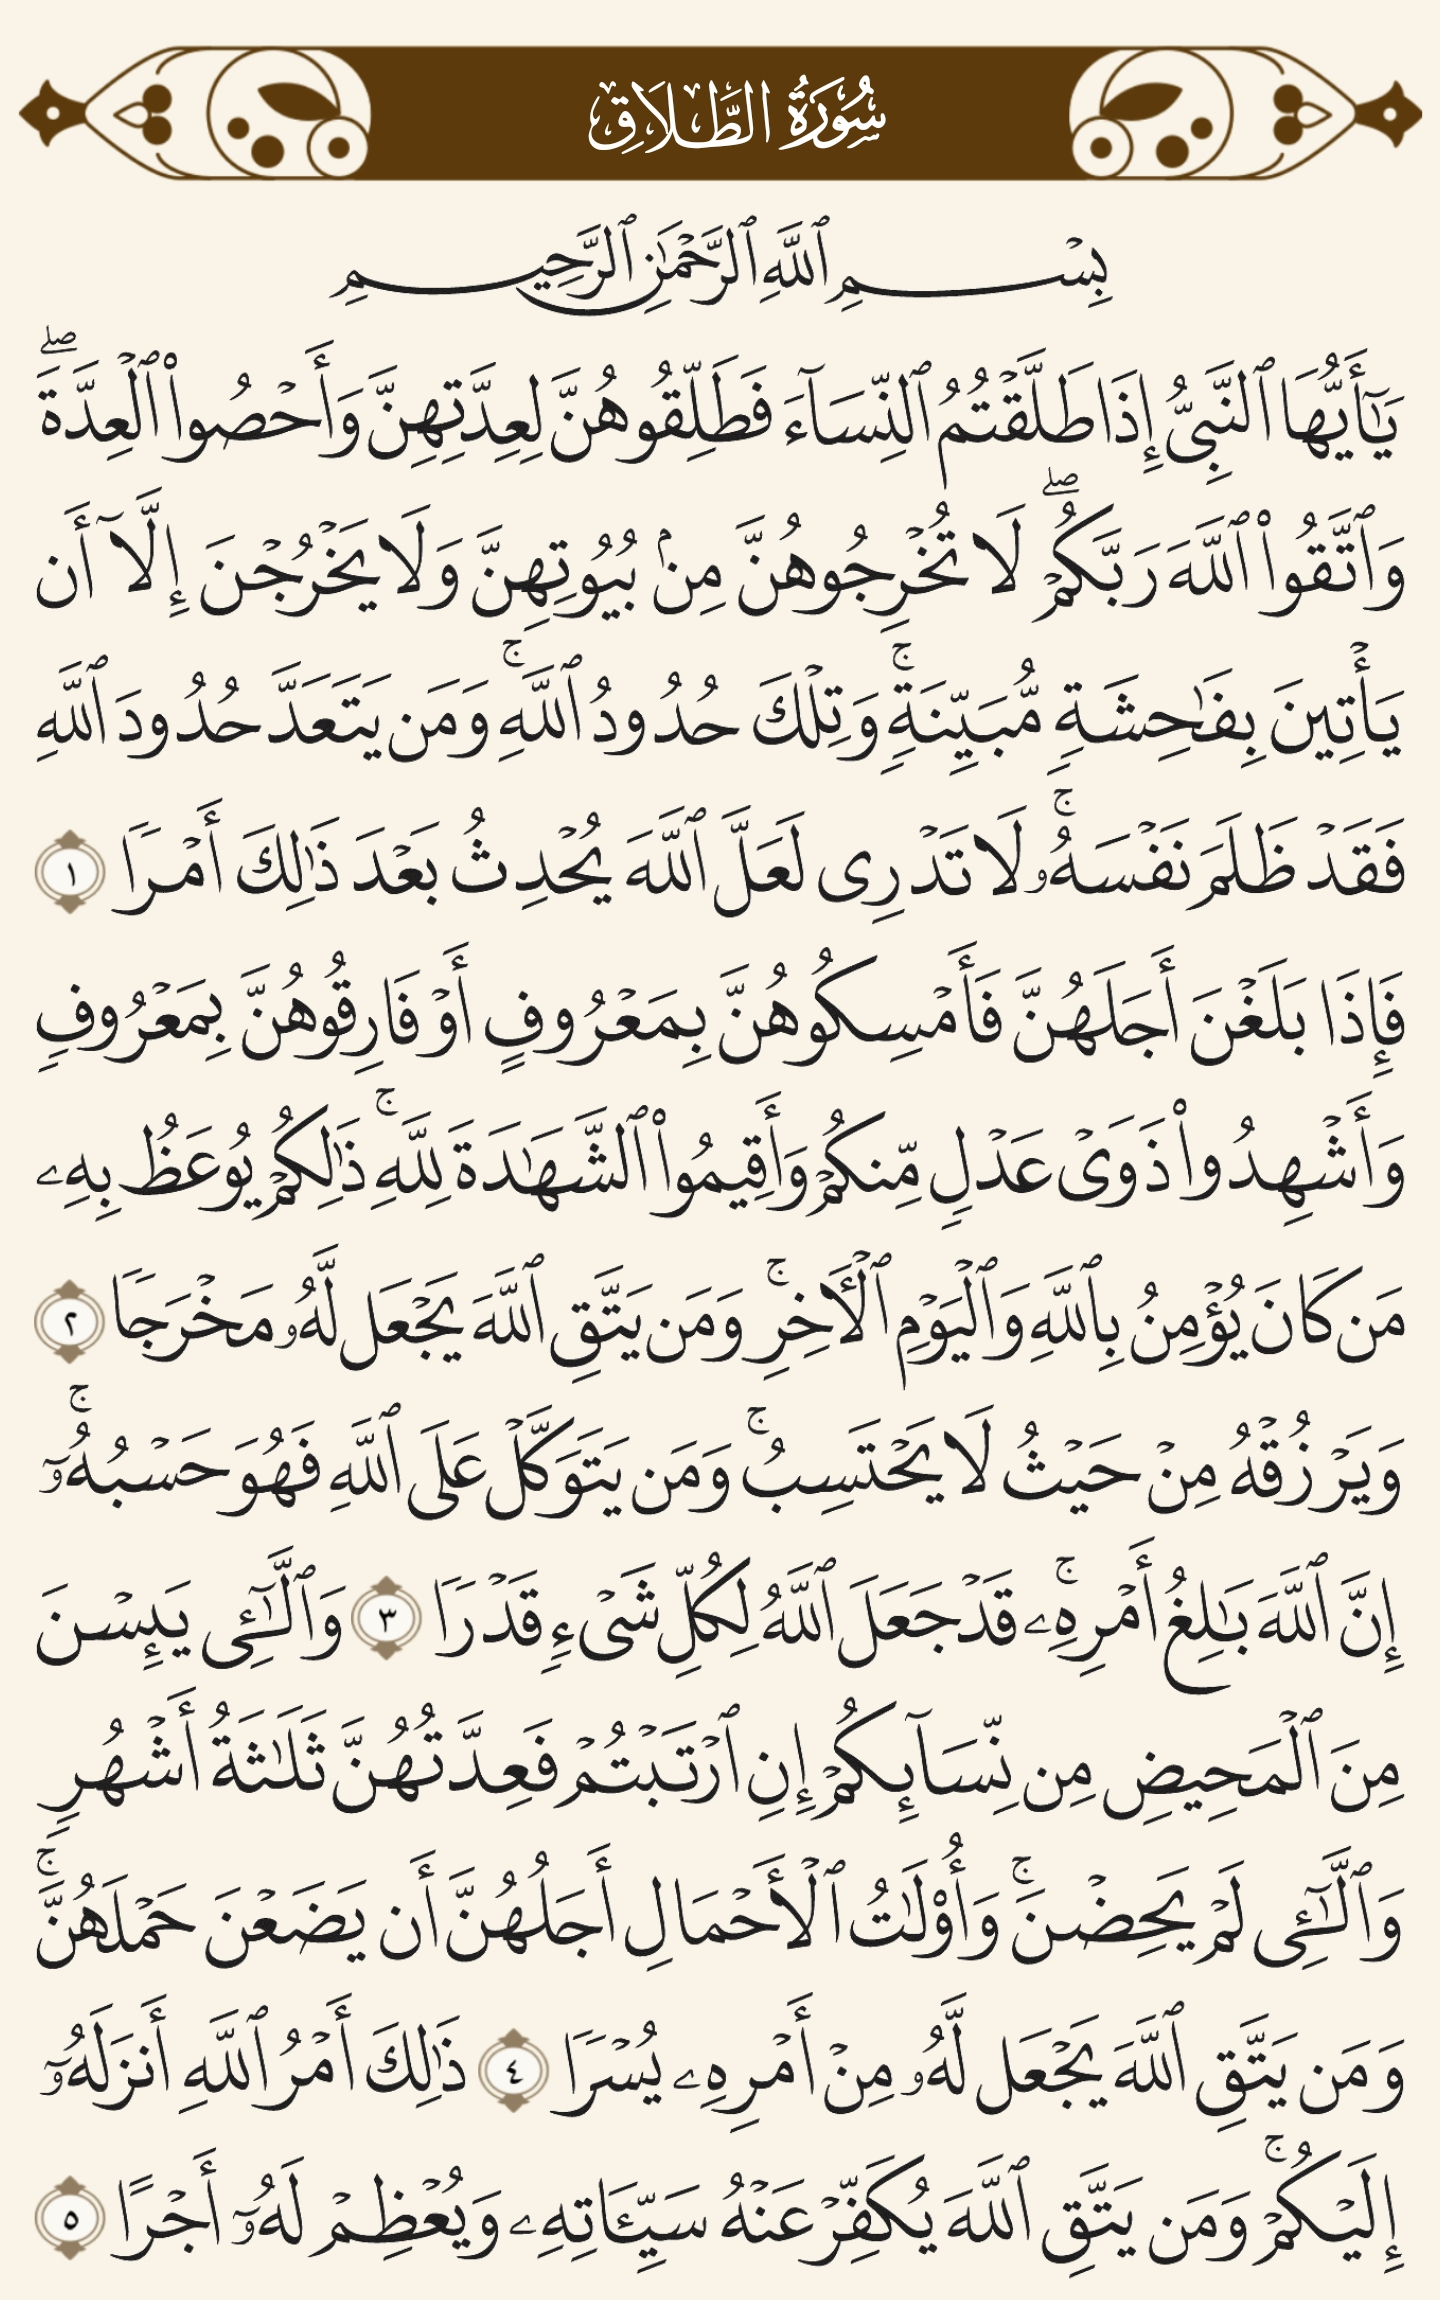 سُورَةُ الطَّلَاقِ
بِسْمِ ٱللَّهِ ٱلرَّحْمَٰنِ ٱلرَّحِيمِ
يَٰٓأَيُّهَا ٱلنَّبِىُّ إِذَا طَلَّقْتُمُ ٱلنِّسَآءَ فَطَلِّقُوهُنَّ لِعِدَّتِهِنَّ وَأَحْصُوا۟ ٱلْعِدَّةَ ۖ
وَٱتَّقُوا۟ ٱللَّهَ رَبَّكُمْ ۖ لَا تُخْرِجُوهُنَّ مِنۢ بُيُوتِهِنَّ وَلَا يَخْرُجْنَ إِلَّآ أَن
يَأْتِينَ بِفَٰحِشَةٍ مُّبَيِّنَةٍ ۚ وَتِلْكَ حُدُودُ ٱللَّهِ ۚ وَمَن يَتَعَدَّ حُدُودَ ٱللَّهِ
فَقَدْ ظَلَمَ نَفْسَهُۥ ۚ لَا تَدْرِى لَعَلَّ ٱللَّهَ يُحْدِثُ بَعْدَ ذَٰلِكَ أَمْرًا ١
فَإِذَا بَلَغْنَ أَجَلَهُنَّ فَأَمْسِكُوهُنَّ بِمَعْرُوفٍ أَوْ فَارِقُوهُنَّ بِمَعْرُوفٍ
وَأَشْهِدُوا۟ ذَوَىْ عَدْلٍ مِّنكُمْ وَأَقِيمُوا۟ ٱلشَّهَٰدَةَ لِلَّهِ ۚ ذَٰلِكُمْ يُوعَظُ بِهِۦ
مَن كَانَ يُؤْمِنُ بِٱللَّهِ وَٱلْيَوْمِ ٱلْءَاخِرِ ۚ وَمَن يَتَّقِ ٱللَّهَ يَجْعَل لَّهُۥ مَخْرَجًا ٢
وَيَرْزُقْهُ مِنْ حَيْثُ لَا يَحْتَسِبُ ۚ وَمَن يَتَوَكَّلْ عَلَى ٱللَّهِ فَهُوَ حَسْبُهُۥٓ ۚ
إِنَّ ٱللَّهَ بَٰلِغُ أَمْرِهِۦ ۚ قَدْ جَعَلَ ٱللَّهُ لِكُلِّ شَىْءٍ قَدْرًا ٣ وَٱلَّٰٓـِٔى يَئِسْنَ
مِنَ ٱلْمَحِيضِ مِن نِّسَآئِكُمْ إِنِ ٱرْتَبْتُمْ فَعِدَّتُهُنَّ ثَلَٰثَةُ أَشْهُرٍ
وَٱلَّٰٓـِٔى لَمْ يَحِضْنَ ۚ وَأُو۟لَٰتُ ٱلْأَحْمَالِ أَجَلُهُنَّ أَن يَضَعْنَ حَمْلَهُنَّ ۚ
وَمَن يَتَّقِ ٱللَّهَ يَجْعَل لَّهُۥ مِنْ أَمْرِهِۦ يُسْرًا ٤ ذَٰلِكَ أَمْرُ ٱللَّهِ أَنزَلَهُۥٓ
إِلَيْكُمْ ۚ وَمَن يَتَّقِ ٱللَّهَ يُكَفِّرْ عَنْهُ سَيِّـَٔاتِهِۦ وَيُعْظِمْ لَهُۥٓ أَجْرًا ٥